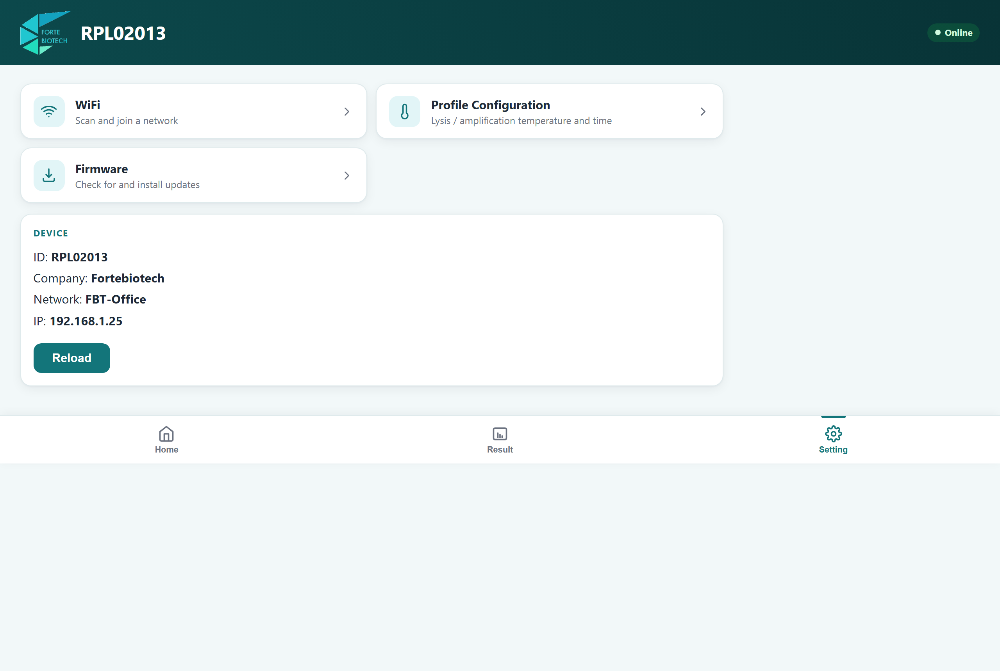 FORTE
BIOTECH
RPL02013
Online
WiFi
Scan and join a network
Profile Configuration
Lysis / amplification temperature and time
Firmware
Check for and install updates
DEVICE
ID: RPL02013
Company: Fortebiotech
Network: FBT-Office
IP: 192.168.1.25
Reload
Home
Result
Setting